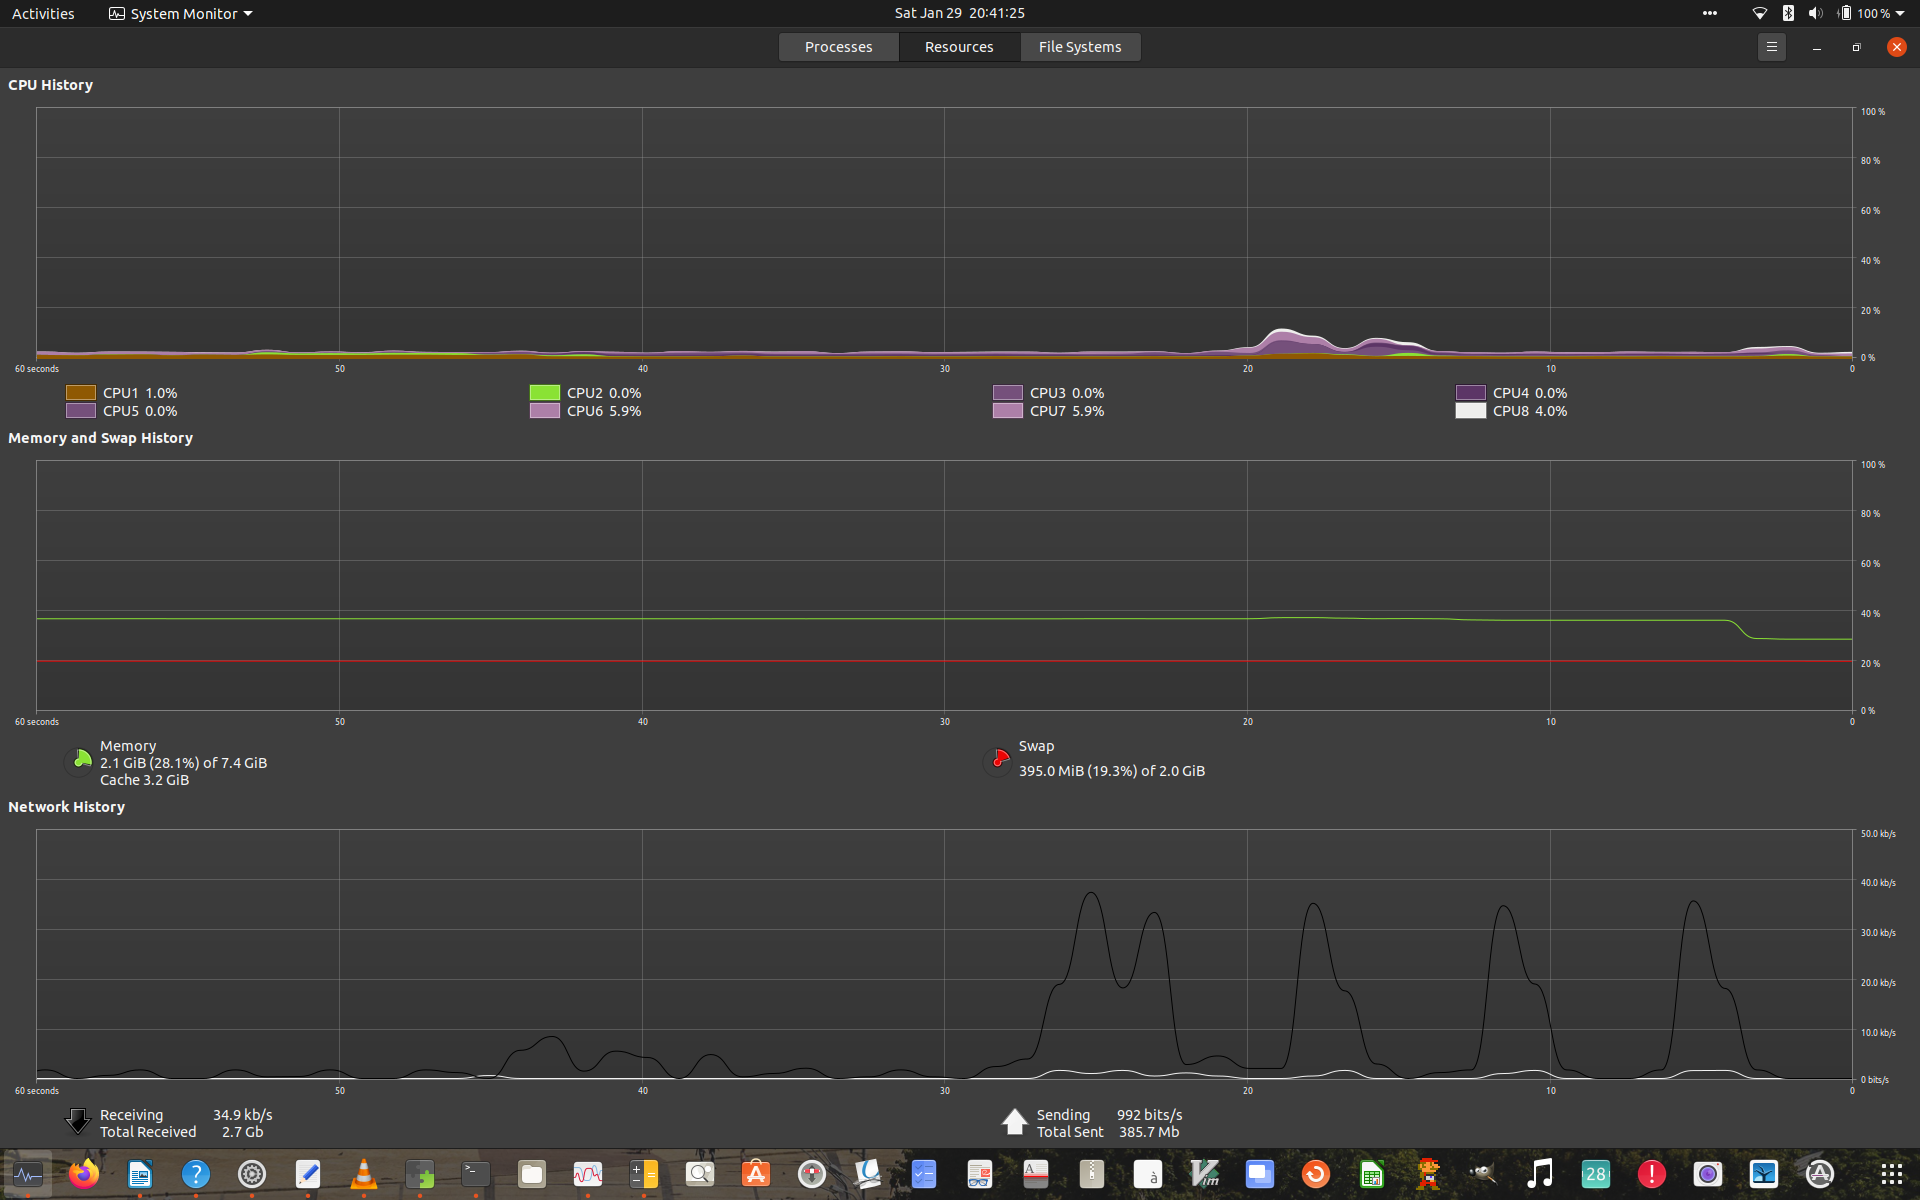 Activities System Monitor Sat Jan 29 20:41:25 100 %
Processes Resources File Systems
CPU History
100 %
80 %
60 %
40 %
20 %
0 %
60 seconds 50 40 30 20 10 0
CPU1 1.0% CPU2 0.0% CPU3 0.0% CPU4 0.0%
CPU5 0.0% CPU6 5.9% CPU7 5.9% CPU8 4.0%
Memory and Swap History
100 %
80 %
60 %
40 %
20 %
0 %
60 seconds 50 40 30 20 10 0
Memory Swap
2.1 GiB (28.1%) of 7.4 GiB 395.0 MiB (19.3%) of 2.0 GiB
Cache 3.2 GiB
Network History
50.0 kb/s
40.0 kb/s
30.0 kb/s
20.0 kb/s
10.0 kb/s
0 bits/s
60 seconds 50 40 30 20 10 0
Receiving 34.9 kb/s Sending 992 bits/s
Total Received 2.7 Gb Total Sent 385.7 Mb
? >_ A à Vim 28 !